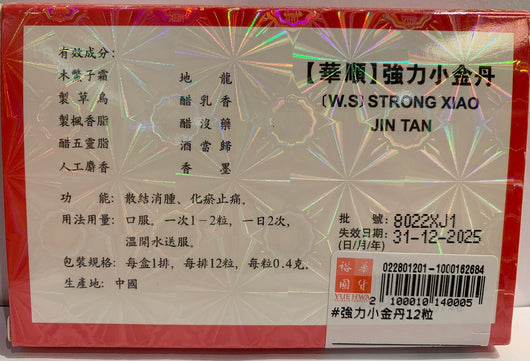 有效成分:
木鱉子霜 地龍
製草烏 醋乳香
製楓香脂 醋沒藥
醋五靈脂 酒當歸
人工麝香 香墨
功能: 散結消腫、化瘀止痛。
用法用量: 口服。一次1-2粒，一日2次，
溫開水送服。
包裝規格: 每盒1排，每排12粒，每粒0.4克。
生產地: 中國
【華順】強力小金丹
(W.S) STRONG XIAO
JIN TAN
批號: 8022XJ1
失效日期: 31-12-2025
(日/月/年)
裕華國貨
YUE HWA
022801201-1000162684
2 100010 140005
#強力小金丹12粒